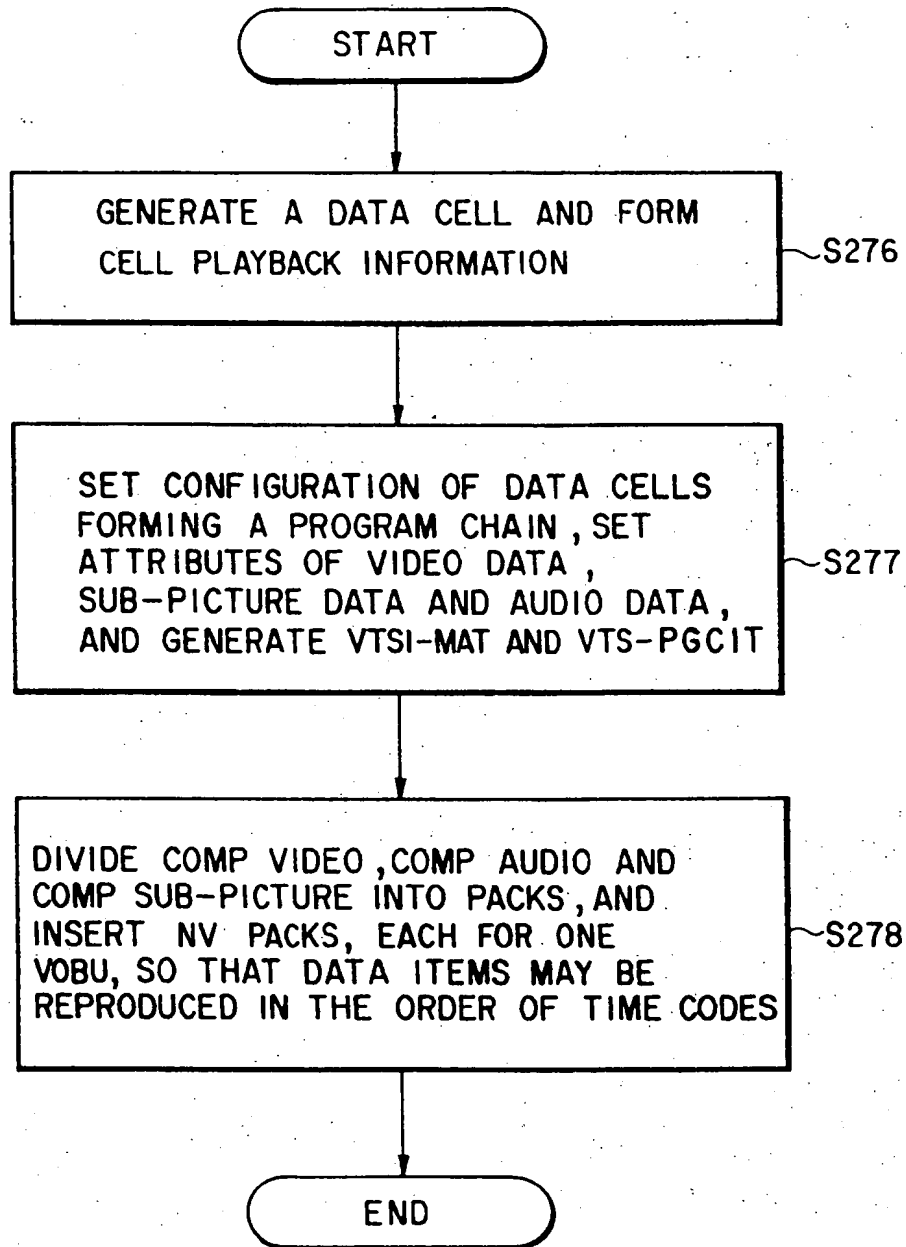 START
GENERATE A DATA CELL AND FORM
CELL PLAYBACK INFORMATION
S276
SET CONFIGURATION OF DATA CELLS
FORMING A PROGRAM CHAIN, SET
ATTRIBUTES OF VIDEO DATA,
SUB-PICTURE DATA AND AUDIO DATA,
AND GENERATE VTSI-MAT AND VTS-PGCIT
S277
DIVIDE COMP VIDEO, COMP AUDIO AND
COMP SUB-PICTURE INTO PACKS, AND
INSERT NV PACKS, EACH FOR ONE
VOBU, SO THAT DATA ITEMS MAY BE
REPRODUCED IN THE ORDER OF TIME CODES
S278
END